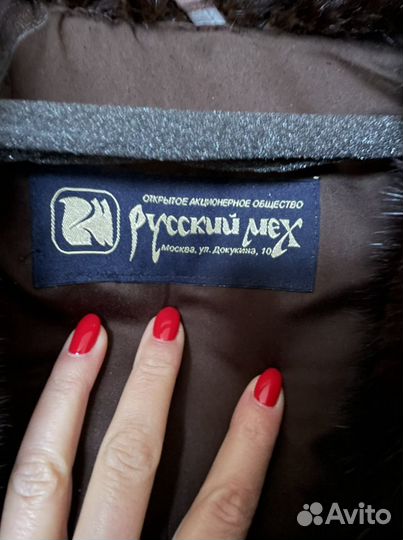 ОТКРЫТОЕ АКЦИОНЕРНОЕ ОБЩЕСТВО
Русский мех
Москва, ул. Докукина, 10
Avito